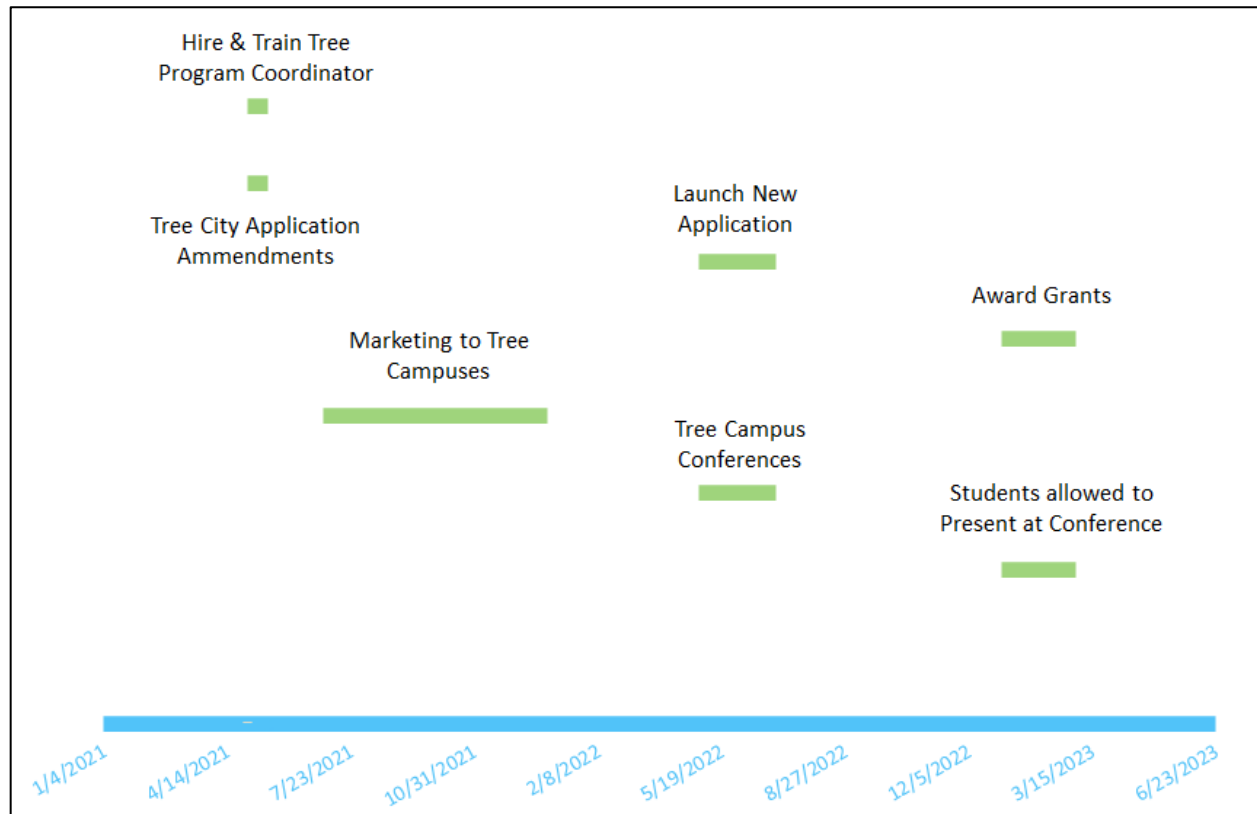 Hire & Train Tree
Program Coordinator
Tree City Application
Ammendments
Launch New
Application
Award Grants
Marketing to Tree
Campuses
Tree Campus
Conferences
Students allowed to
Present at Conference
1/4/2021
4/14/2021
7/23/2021
10/31/2021
2/8/2022
5/19/2022
8/27/2022
12/5/2022
3/15/2023
6/23/2023